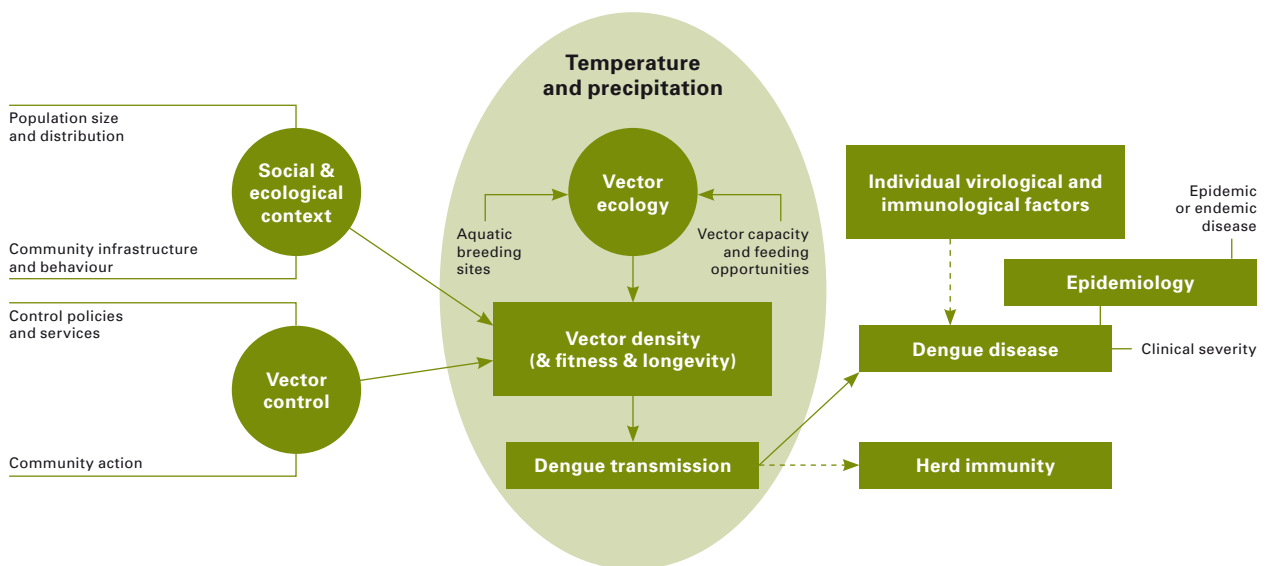 Temperature
and precipitation
Population size
and distribution
Social &
ecological
context
Community infrastructure
and behaviour
Control policies
and services
Vector
control
Community action
Vector
ecology
Aquatic
breeding
sites
Vector capacity
and feeding
opportunities
Vector density
(& fitness & longevity)
Dengue transmission
Individual virological and
immunological factors
Epidemic
or endemic
disease
Epidemiology
Dengue disease
Clinical severity
Herd immunity